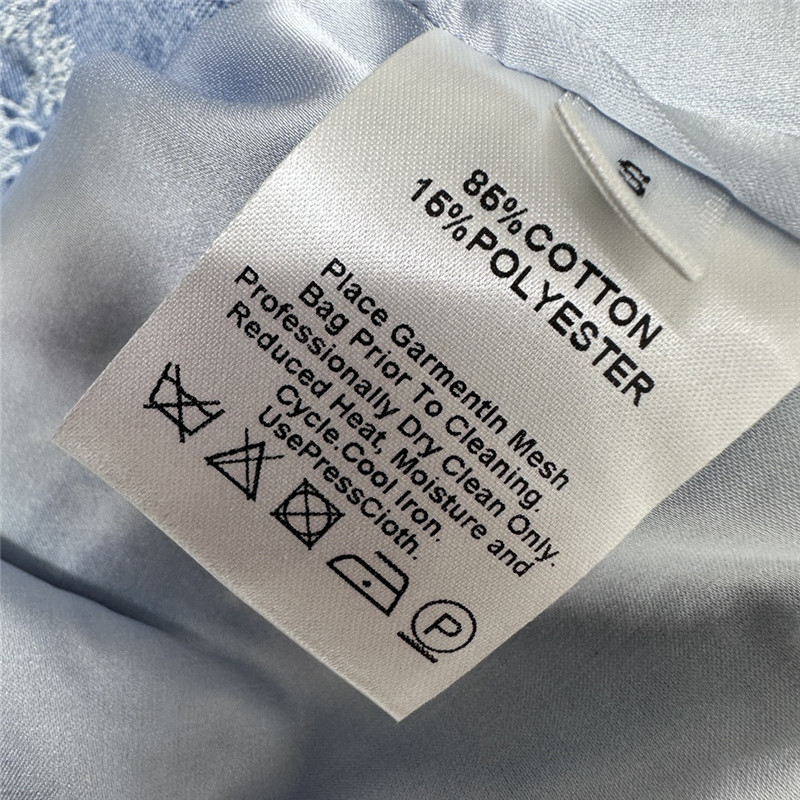 S
85%COTTON
15%POLYESTER
Place GarmentIn Mesh
Bag Prior To Cleaning.
Professionally Dry Clean Only.
Reduced Heat, Moisture and
Cycle.Cool Iron.
UsePressCloth.
P